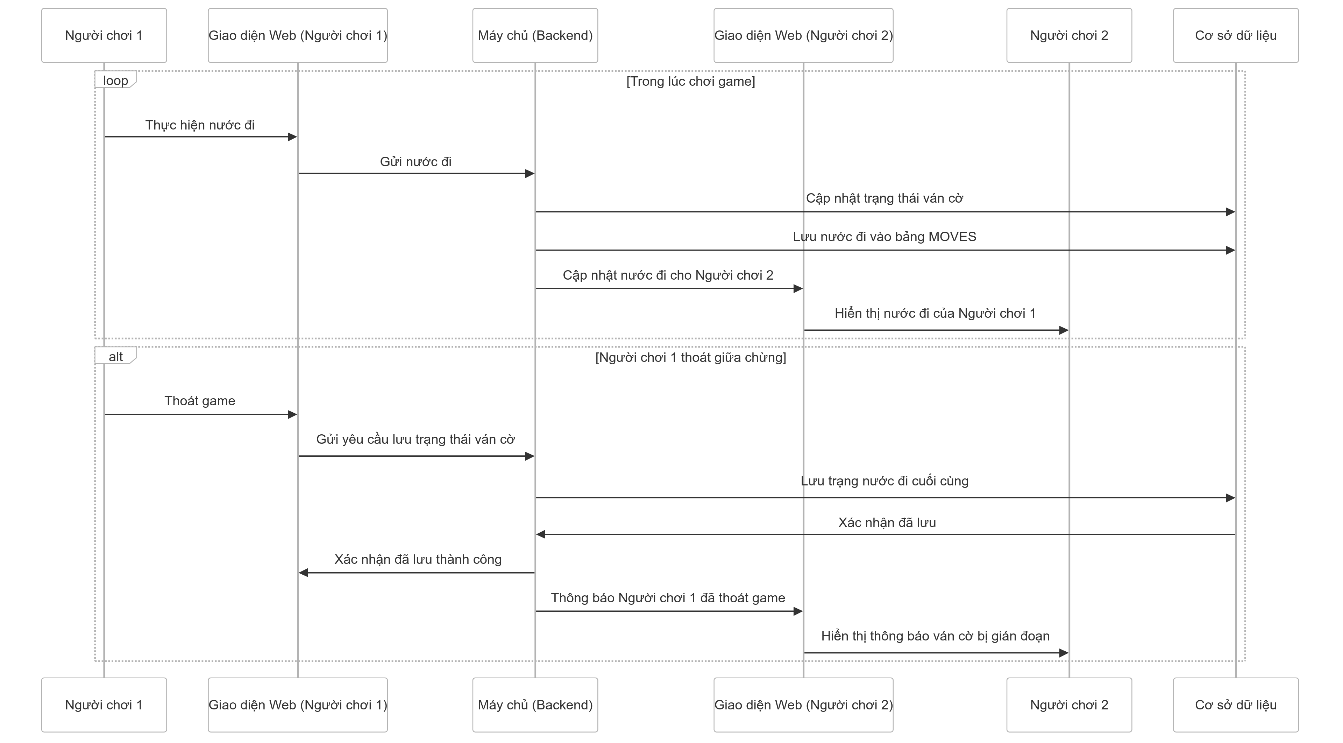 Người chơi 1
Giao diện Web (Người chơi 1)
Máy chủ (Backend)
Giao diện Web (Người chơi 2)
Người chơi 2
Cơ sở dữ liệu
loop
[Trong lúc chơi game]
Thực hiện nước đi
Gửi nước đi
Cập nhật trạng thái ván cờ
Lưu nước đi vào bảng MOVES
Cập nhật nước đi cho Người chơi 2
Hiển thị nước đi của Người chơi 1
alt
[Người chơi 1 thoát giữa chừng]
Thoát game
Gửi yêu cầu lưu trạng thái ván cờ
Lưu trạng nước đi cuối cùng
Xác nhận đã lưu
Xác nhận đã lưu thành công
Thông báo Người chơi 1 đã thoát game
Hiển thị thông báo ván cờ bị gián đoạn
Người chơi 1
Giao diện Web (Người chơi 1)
Máy chủ (Backend)
Giao diện Web (Người chơi 2)
Người chơi 2
Cơ sở dữ liệu